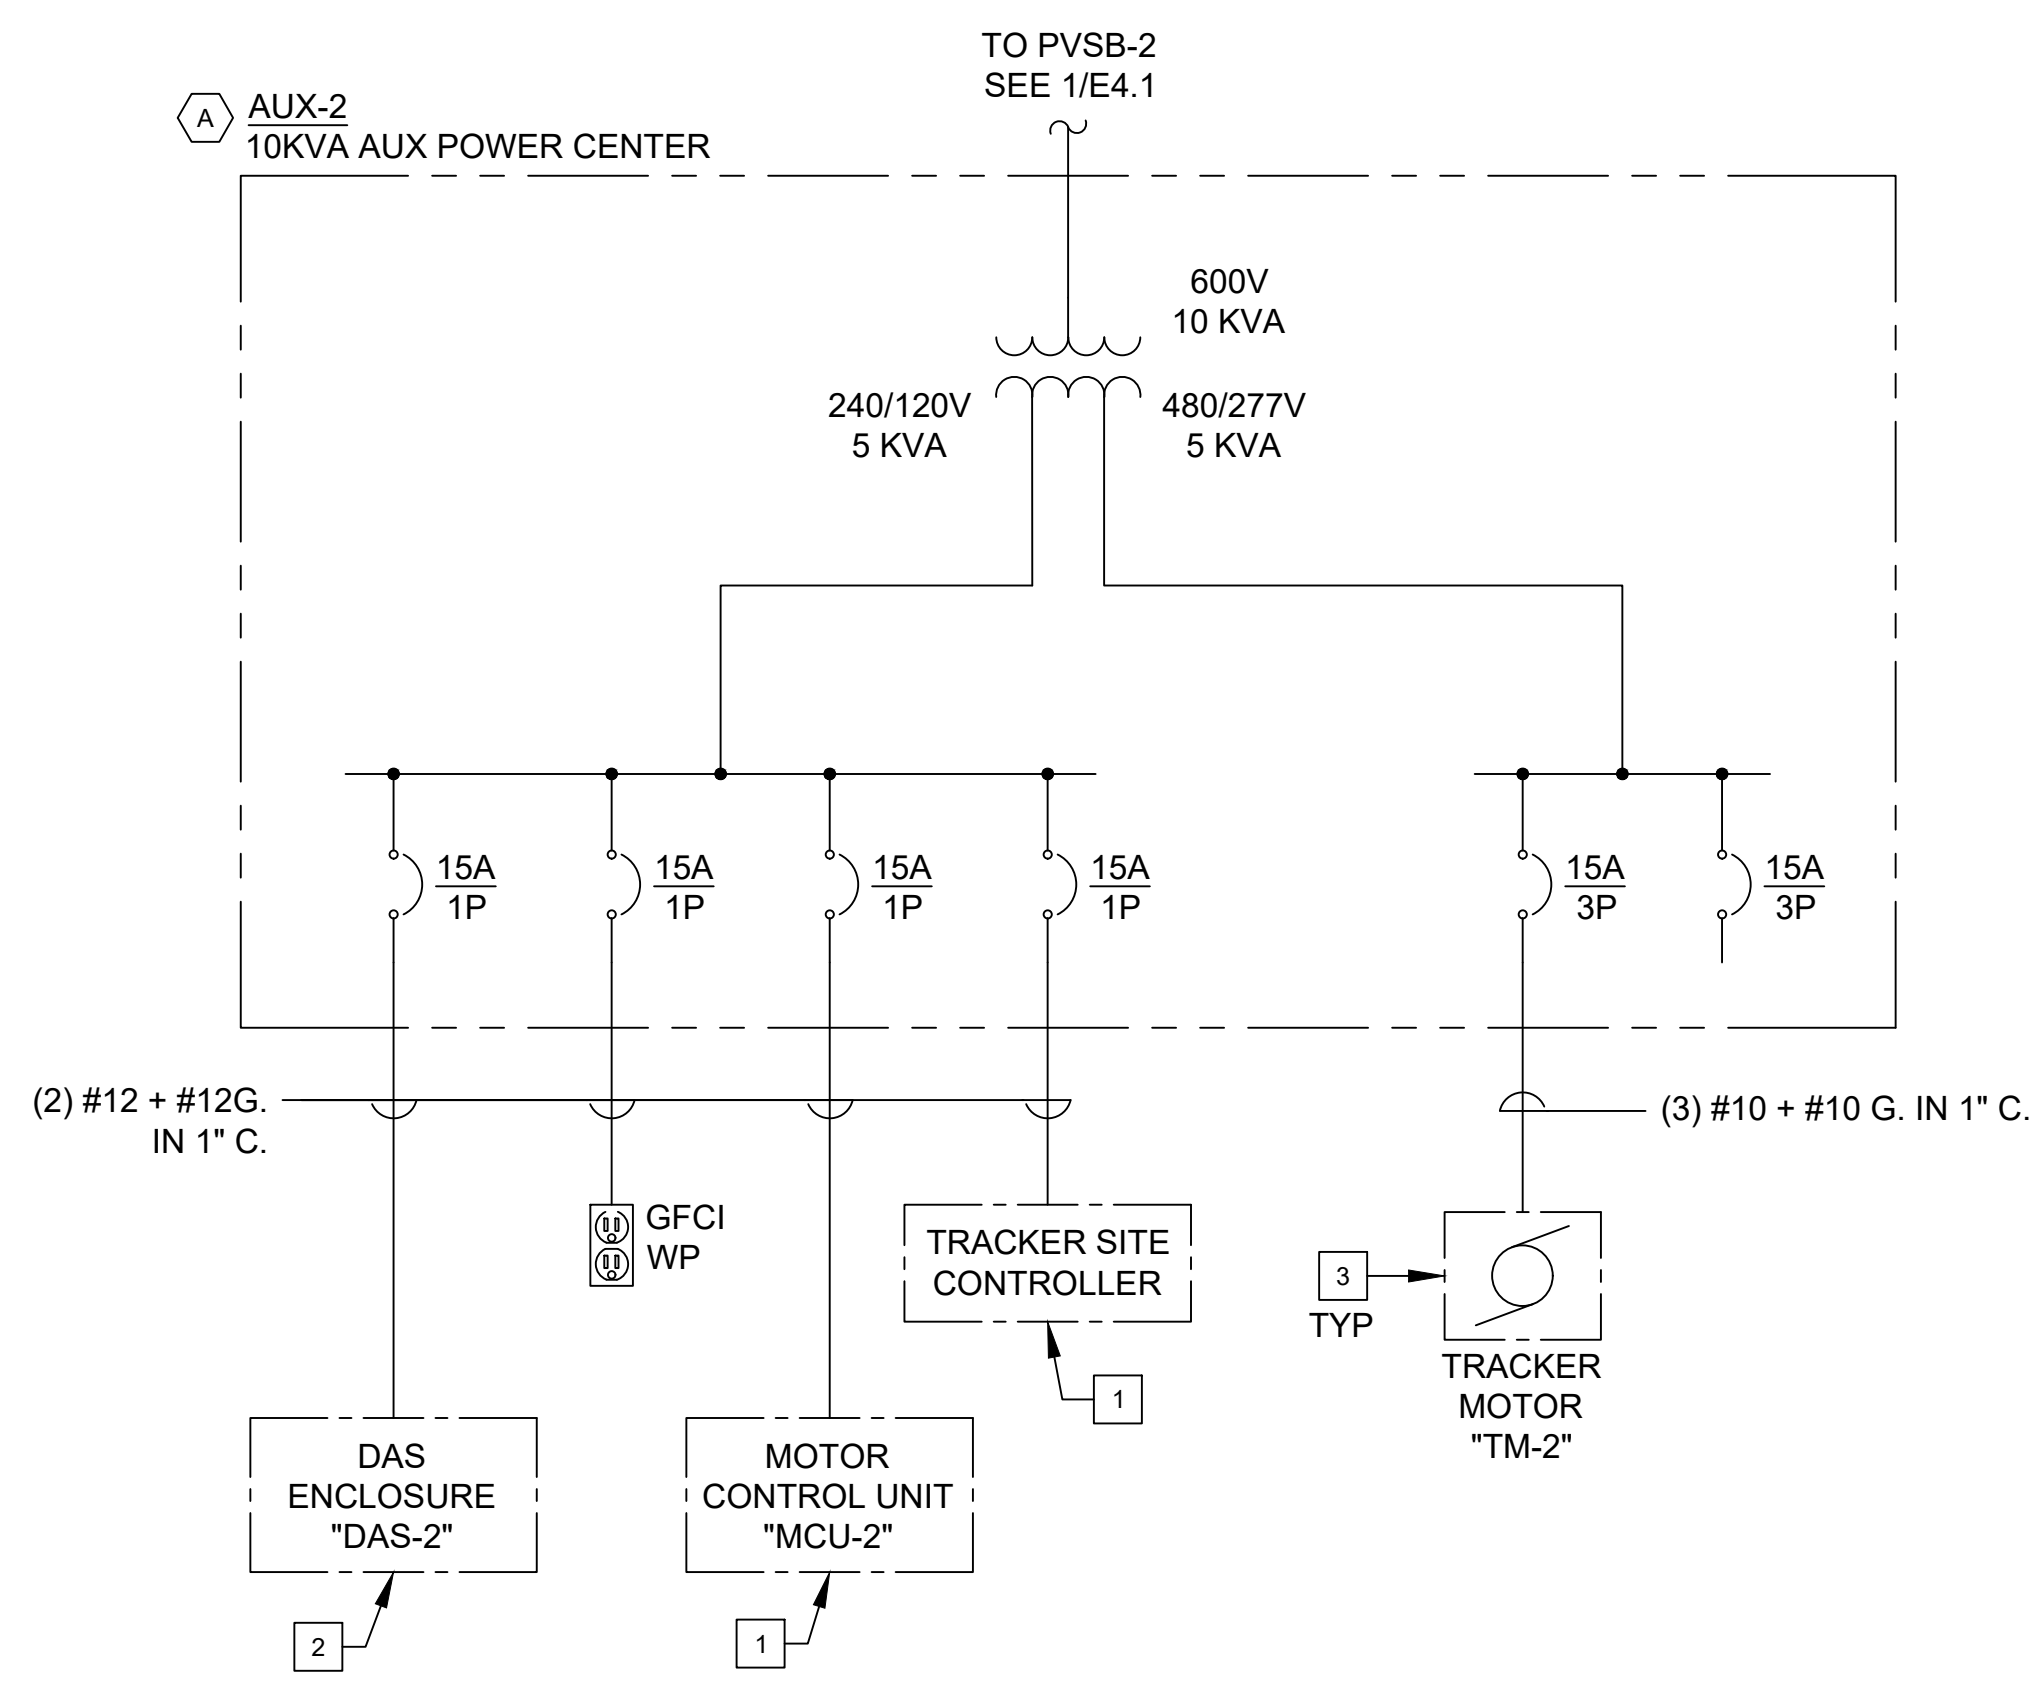 TO PVSB-2
SEE 1/E4.1
A
AUX-2
10KVA AUX POWER CENTER
600V
10 KVA
240/120V
5 KVA
480/277V
5 KVA
15A
1P
15A
1P
15A
1P
15A
1P
15A
3P
15A
3P
(2) #12 + #12G.
IN 1" C.
(3) #10 + #10 G. IN 1" C.
GFCI
WP
TRACKER SITE
CONTROLLER
1
3
TYP
TRACKER
MOTOR
"TM-2"
DAS
ENCLOSURE
"DAS-2"
2
MOTOR
CONTROL UNIT
"MCU-2"
1